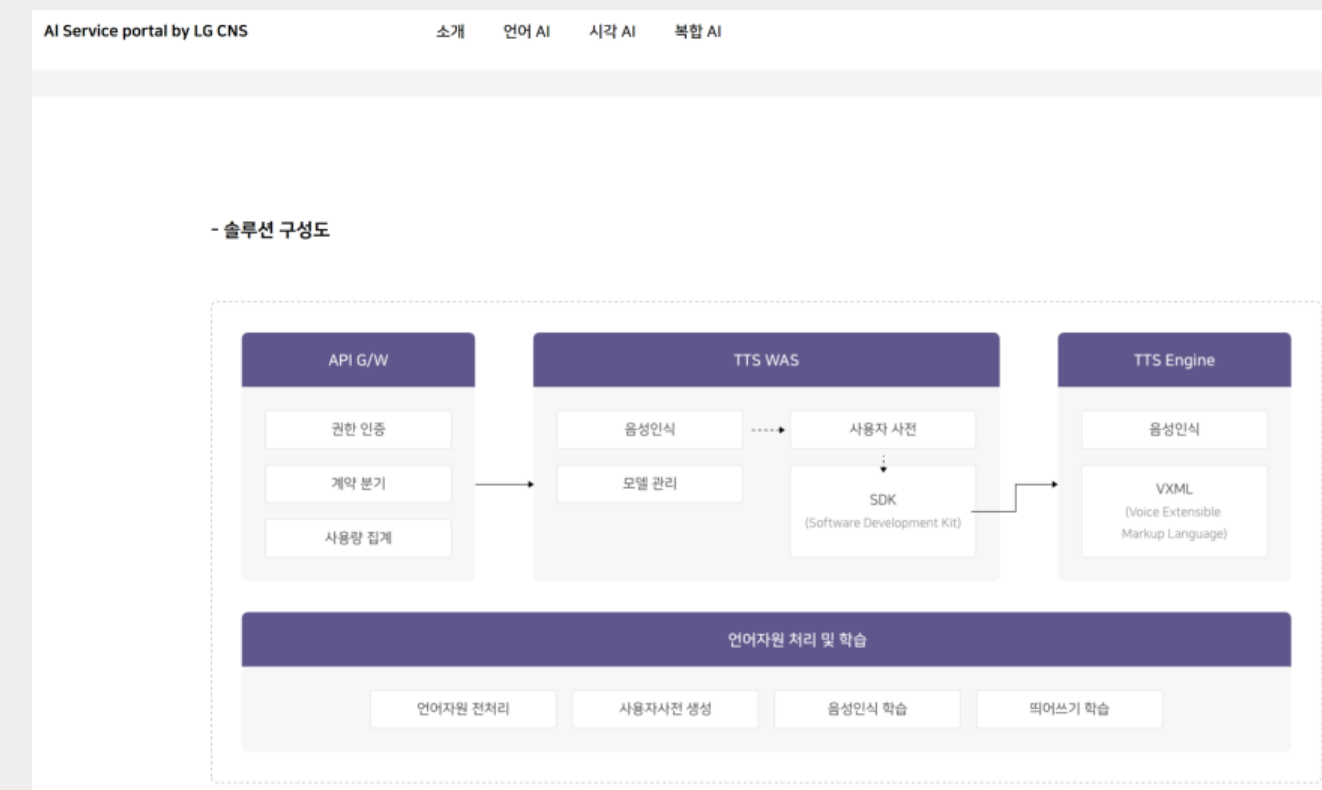 AI Service portal by LG CNS
소개
언어 AI
시각 AI
복합 AI
- 솔루션 구성도
API G/W
권한 인증
계약 분기
사용량 집계
TTS WAS
음성인식
사용자 사전
모델 관리
SDK
(Software Development Kit)
TTS Engine
음성인식
VXML
(Voice Extensible
Markup Language)
언어자원 처리 및 학습
언어자원 전처리
사용자사전 생성
음성인식 학습
띄어쓰기 학습